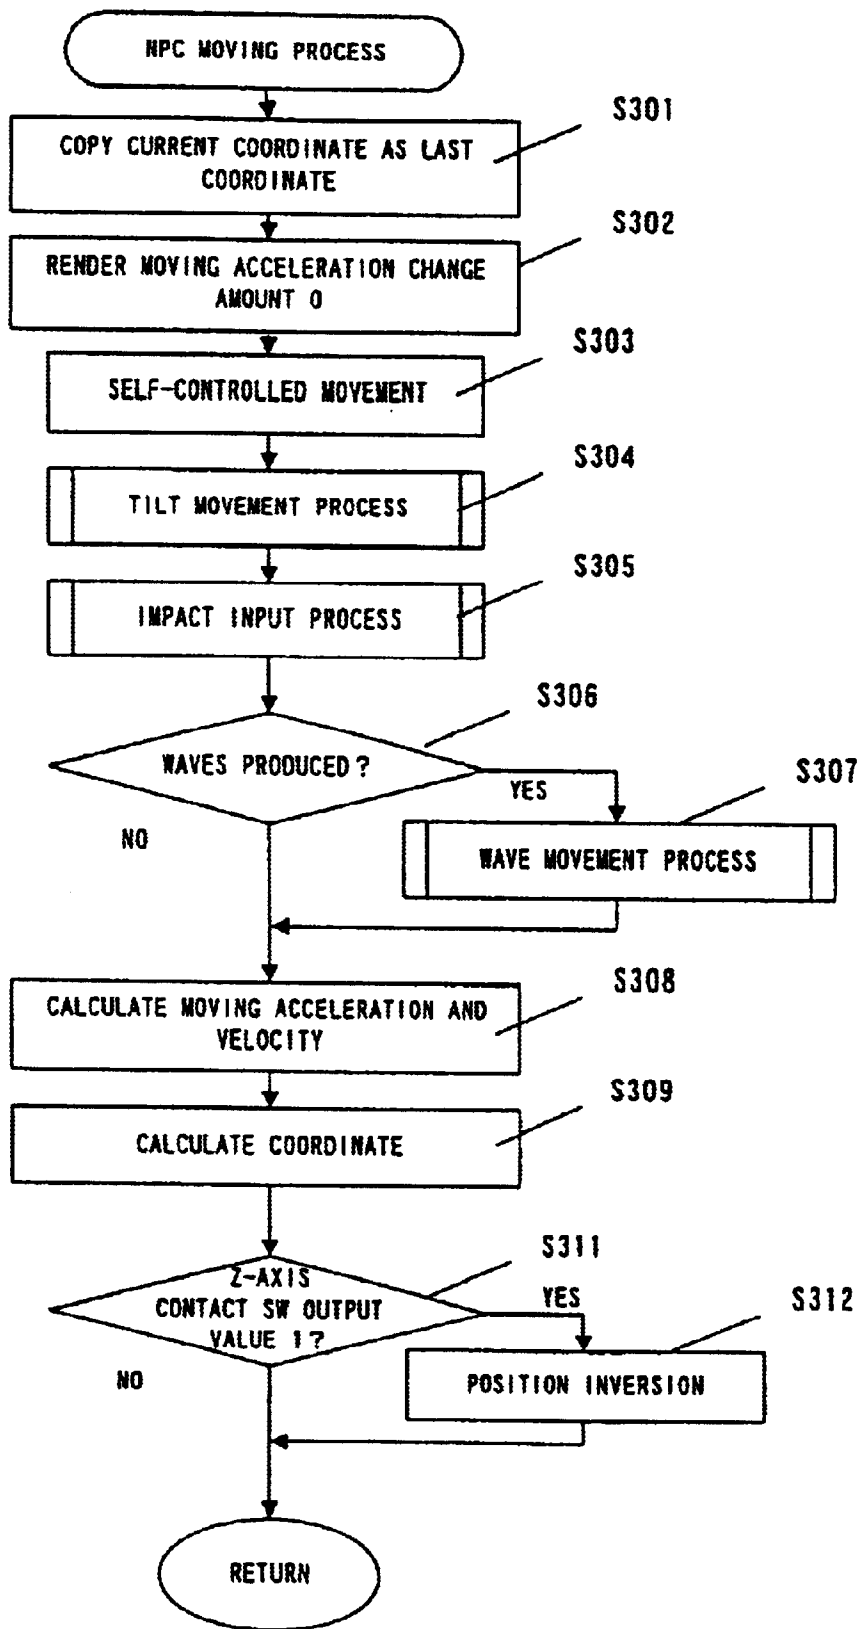 NPC MOVING PROCESS
S301
COPY CURRENT COORDINATE AS LAST
COORDINATE
S302
RENDER MOVING ACCELERATION CHANGE
AMOUNT 0
S303
SELF-CONTROLLED MOVEMENT
S304
TILT MOVEMENT PROCESS
S305
IMPACT INPUT PROCESS
S306
WAVES PRODUCED?
YES
S307
NO
WAVE MOVEMENT PROCESS
S308
CALCULATE MOVING ACCELERATION AND
VELOCITY
S309
CALCULATE COORDINATE
S311
Z-AXIS
CONTACT SW OUTPUT
VALUE 1?
YES
S312
NO
POSITION INVERSION
RETURN